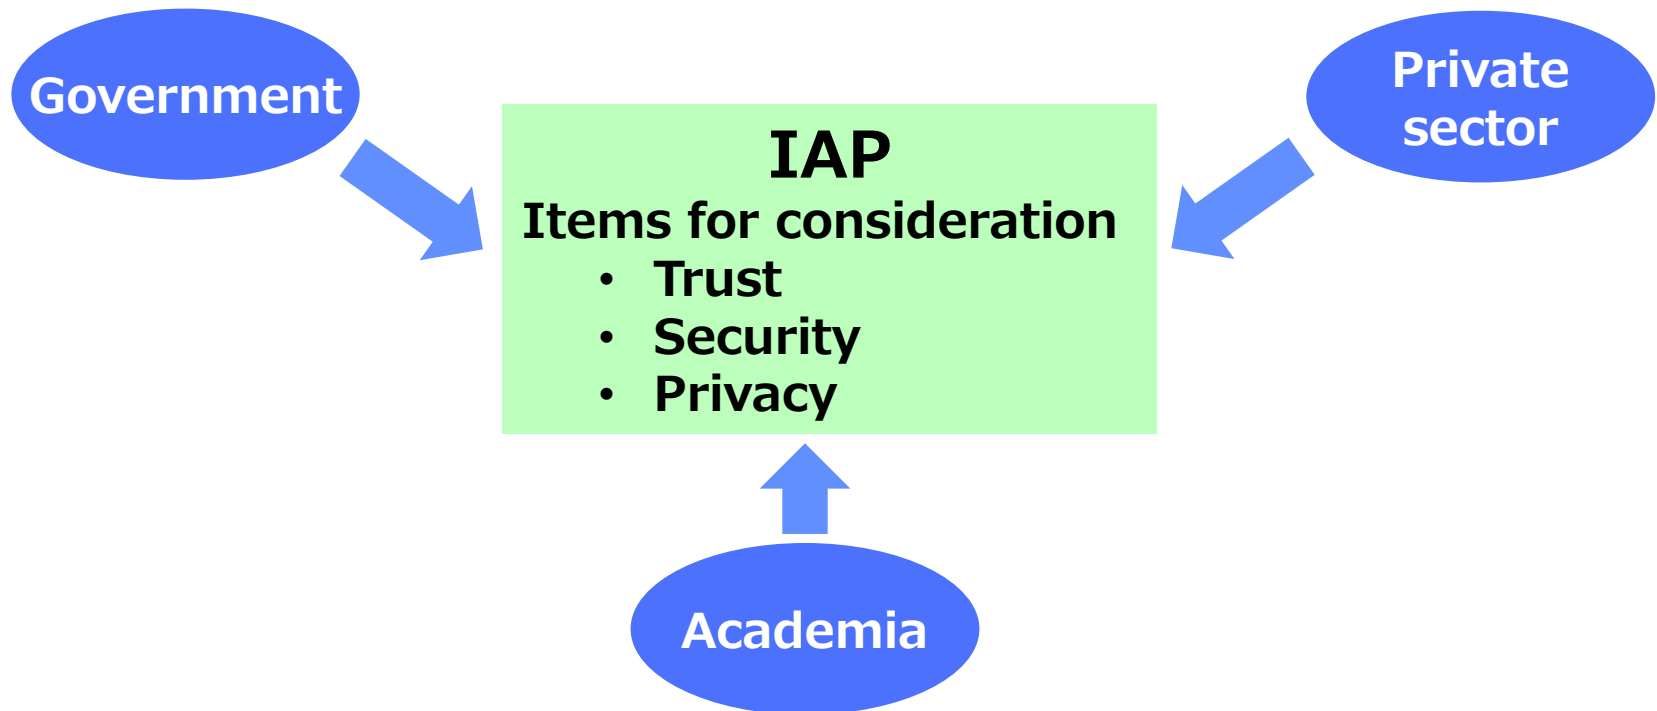 Government
Private
sector
IAP
Items for consideration
• Trust
• Security
• Privacy
Academia